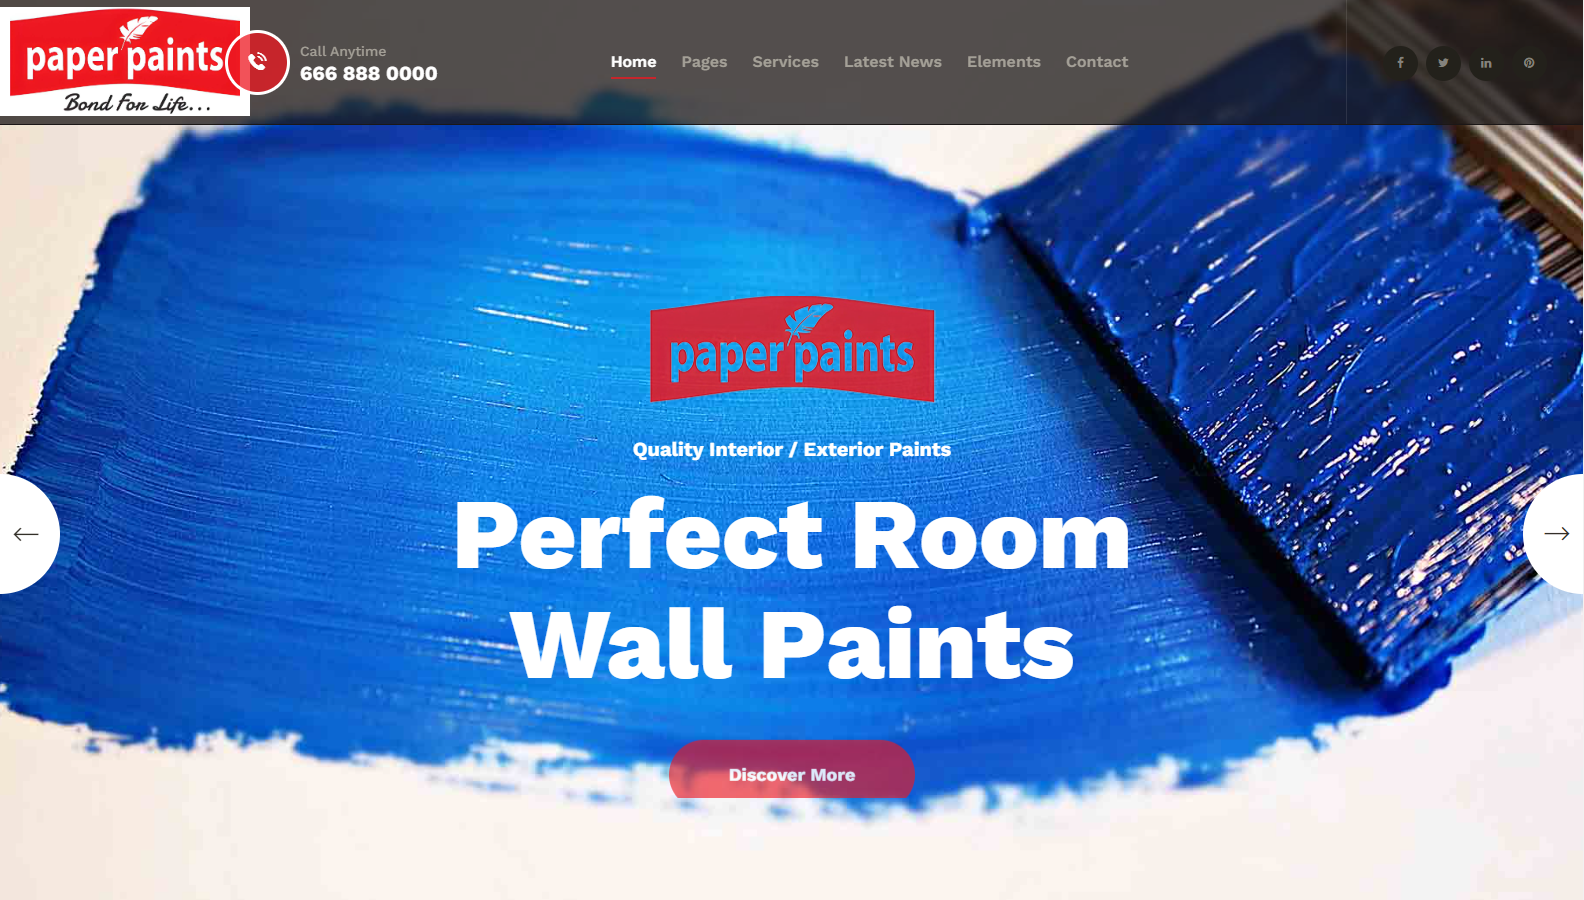 paper paints
Bond For Life...
Call Anytime
666 888 0000
Home Pages Services Latest News Elements Contact
paper paints
Quality Interior / Exterior Paints
Perfect Room
Wall Paints
Discover More